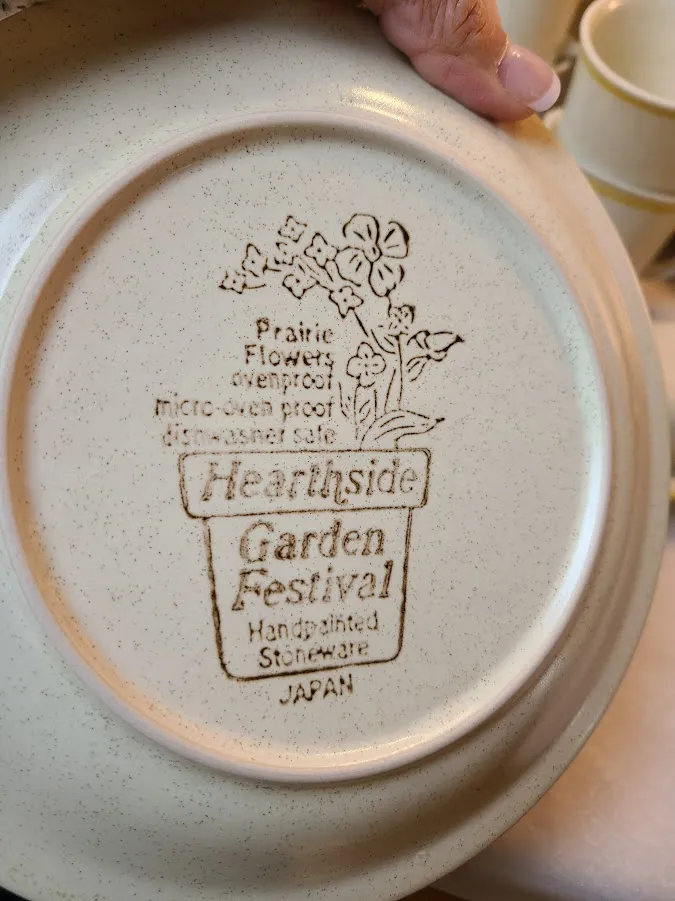 Prairie
Flowers
ovenproof
micro-oven proof
dishwasher safe
Hearthside
Garden
Festival
Handpainted
Stoneware
JAPAN